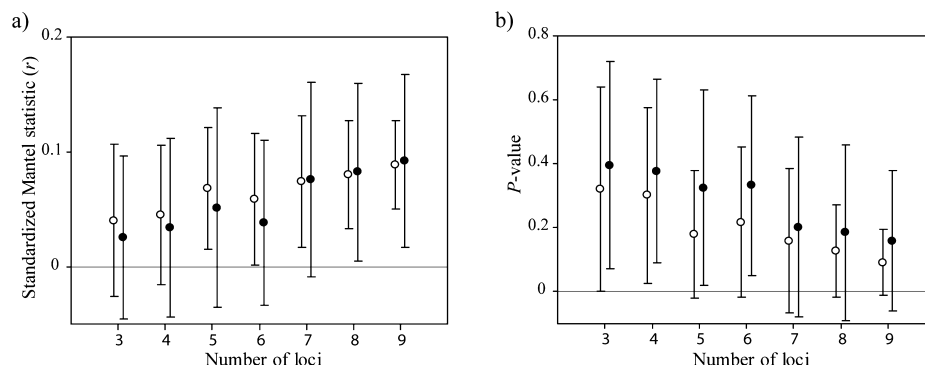 a)
Standardized Mantel statistic (r)
0.2
0.1
0
3 4 5 6 7 8 9
Number of loci
b)
P-value
0.8
0.6
0.4
0.2
0
3 4 5 6 7 8 9
Number of loci